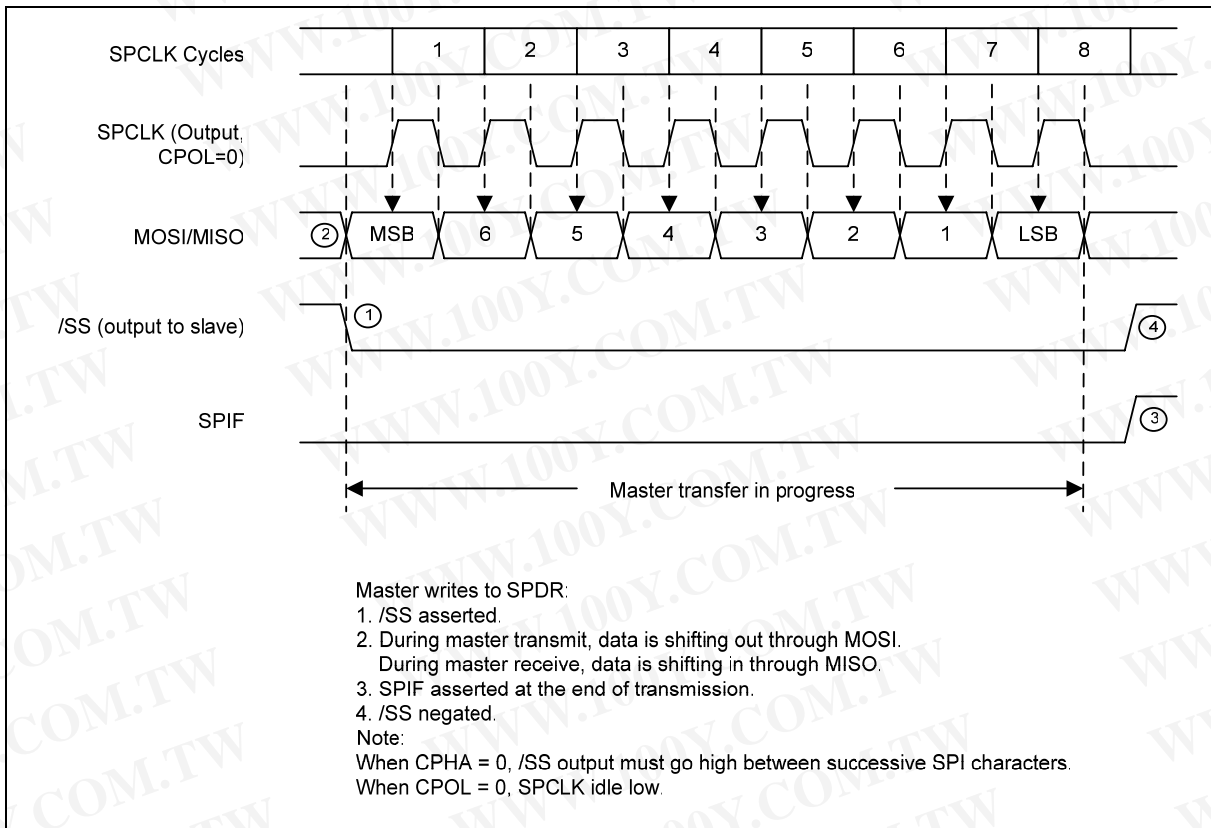 SPCLK Cycles
1 2 3 4 5 6 7 8
SPCLK (Output,
CPOL=0)
MOSI/MISO
2 MSB 6 5 4 3 2 1 LSB
/SS (output to slave)
1
4
SPIF
3
Master transfer in progress
Master writes to SPDR:
1. /SS asserted.
2. During master transmit, data is shifting out through MOSI.
During master receive, data is shifting in through MISO.
3. SPIF asserted at the end of transmission.
4. /SS negated.
Note:
When CPHA = 0, /SS output must go high between successive SPI characters.
When CPOL = 0, SPCLK idle low.
WWW.100Y.COM.TW